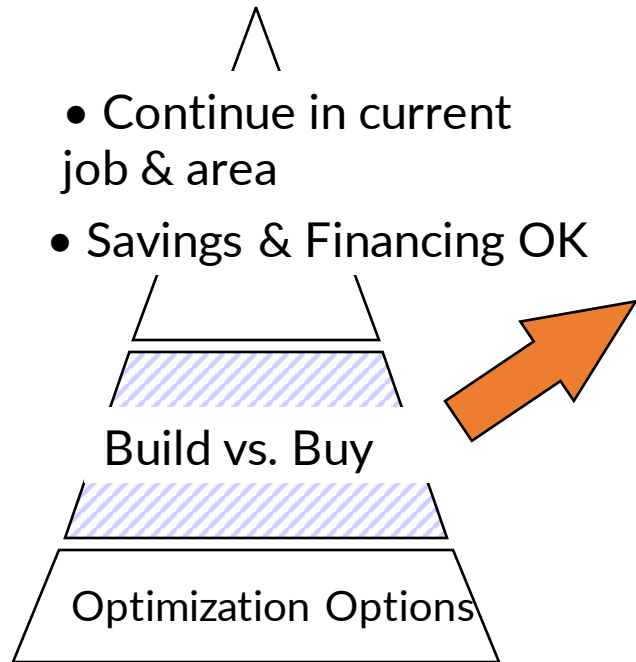 • Continue in current
job & area
• Savings & Financing OK
Build vs. Buy
Optimization Options